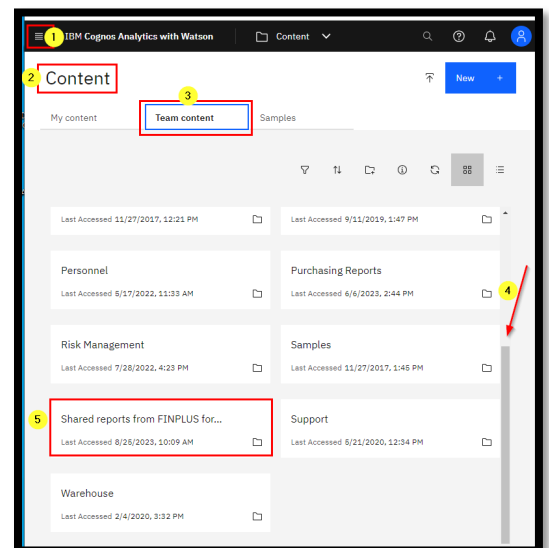 1 IBM Cognos Analytics with Watson Content
2 Content New +
3
My content Team content Samples
Last Accessed 11/27/2017, 12:21 PM Last Accessed 9/11/2019, 1:47 PM
Personnel Purchasing Reports
Last Accessed 5/17/2022, 11:33 AM Last Accessed 6/6/2023, 2:44 PM 4
Risk Management Samples
Last Accessed 7/28/2022, 4:23 PM Last Accessed 11/27/2017, 1:45 PM
5 Shared reports from FINPLUS for... Support
Last Accessed 8/25/2023, 10:09 AM Last Accessed 5/21/2020, 12:34 PM
Warehouse
Last Accessed 2/4/2020, 3:32 PM